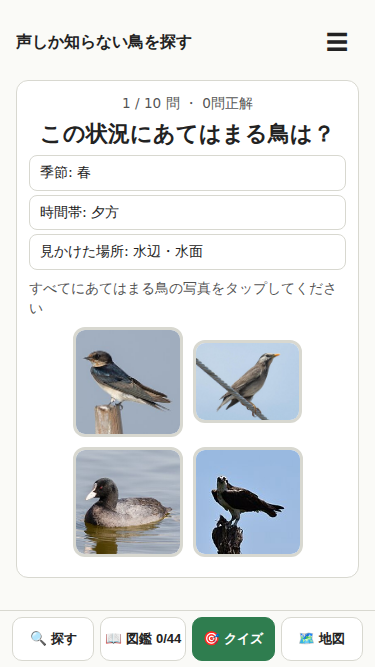 声しか知らない鳥を探す
1 / 10 問 ・ 0問正解
この状況にあてはまる鳥は？
季節: 春
時間帯: 夕方
見かけた場所: 水辺・水面
すべてにあてはまる鳥の写真をタップしてくださ
い
探す
図鑑 0/44
クイズ
地図